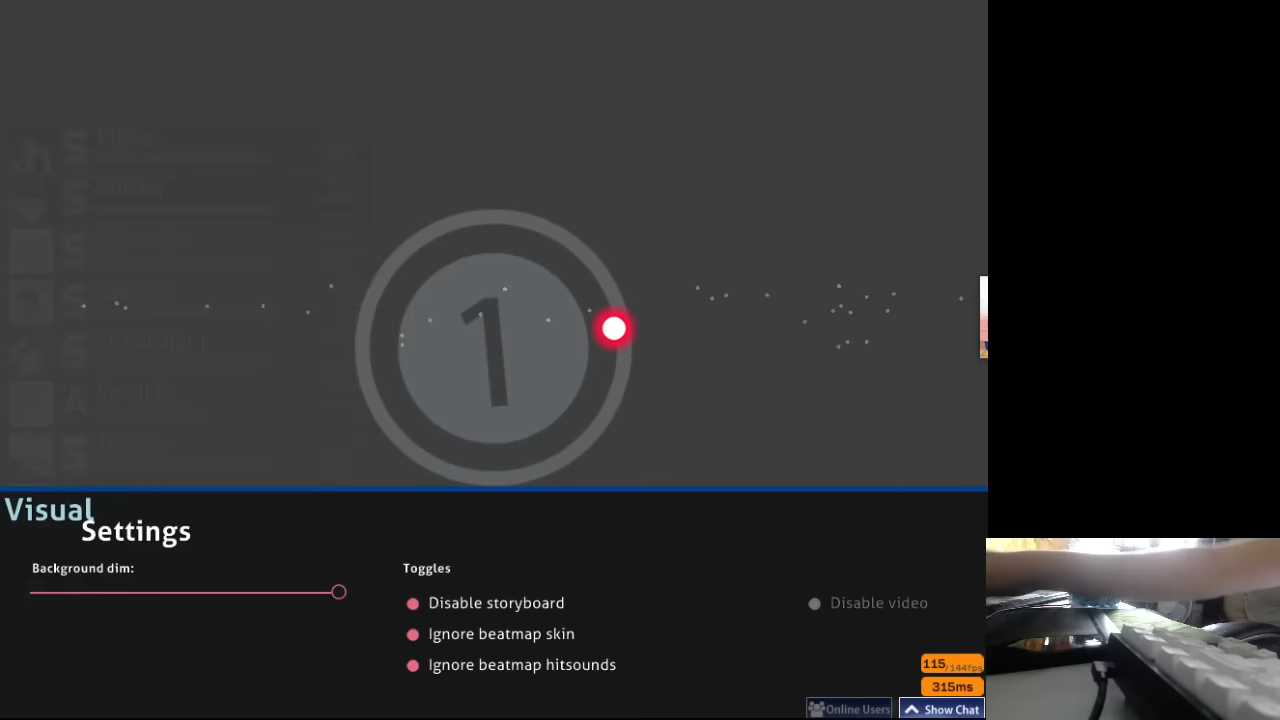 S
S
S
1
S
S
A
S
Visual
Settings
Background dim:
Toggles
Disable storyboard
Disable video
Ignore beatmap skin
Ignore beatmap hitsounds
115/144fps
315ms
Online Users
Show Chat